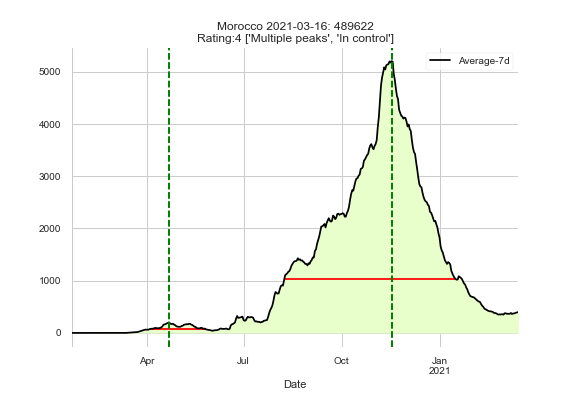 Morocco 2021-03-16: 489622
Rating:4 ['Multiple peaks', 'In control']
Average-7d
5000
4000
3000
2000
1000
0
Apr
Jul
Oct
Jan
2021
Date